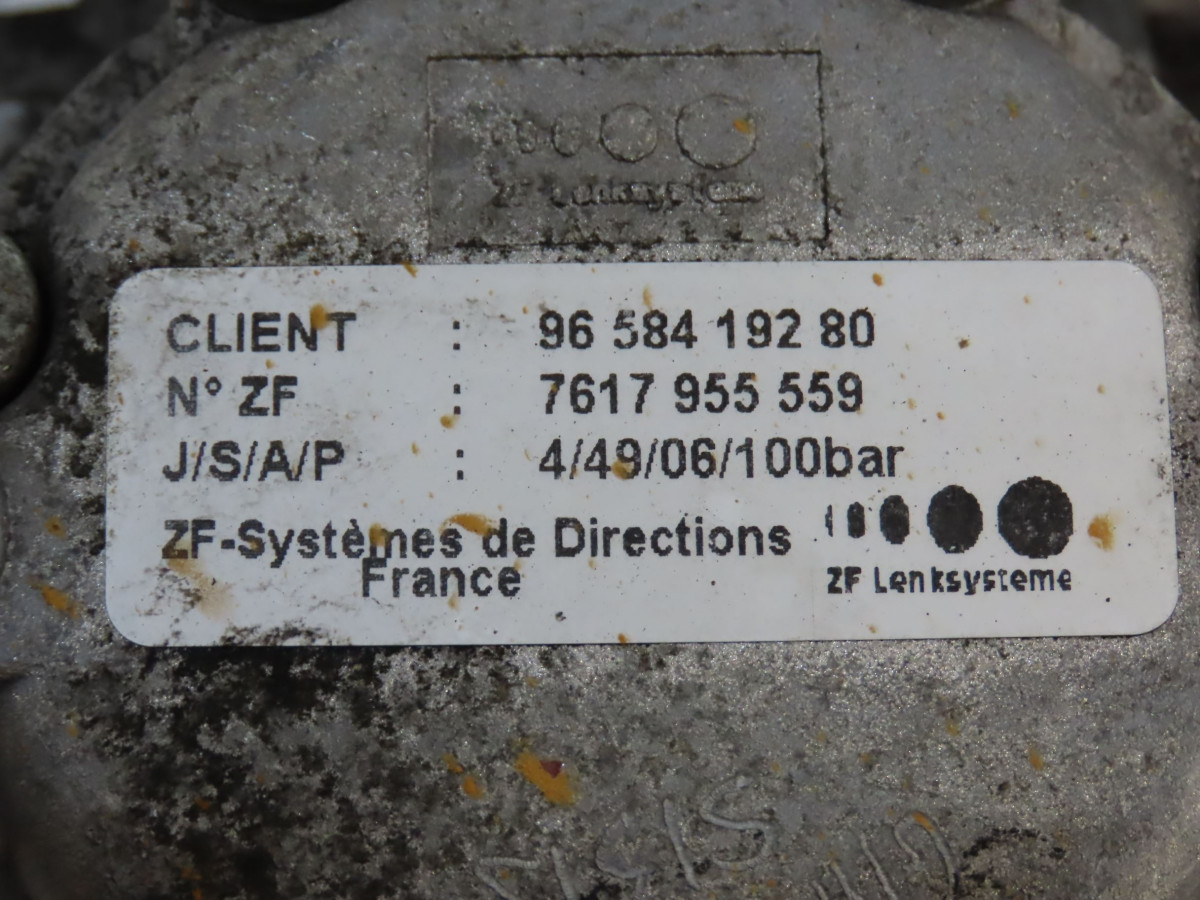 ZF-Lenksysteme
CLIENT : 96 584 192 80
N° ZF : 7617 955 559
J/S/A/P : 4/49/06/100bar
ZF-Systèmes de Directions
France
ZF Lenksysteme